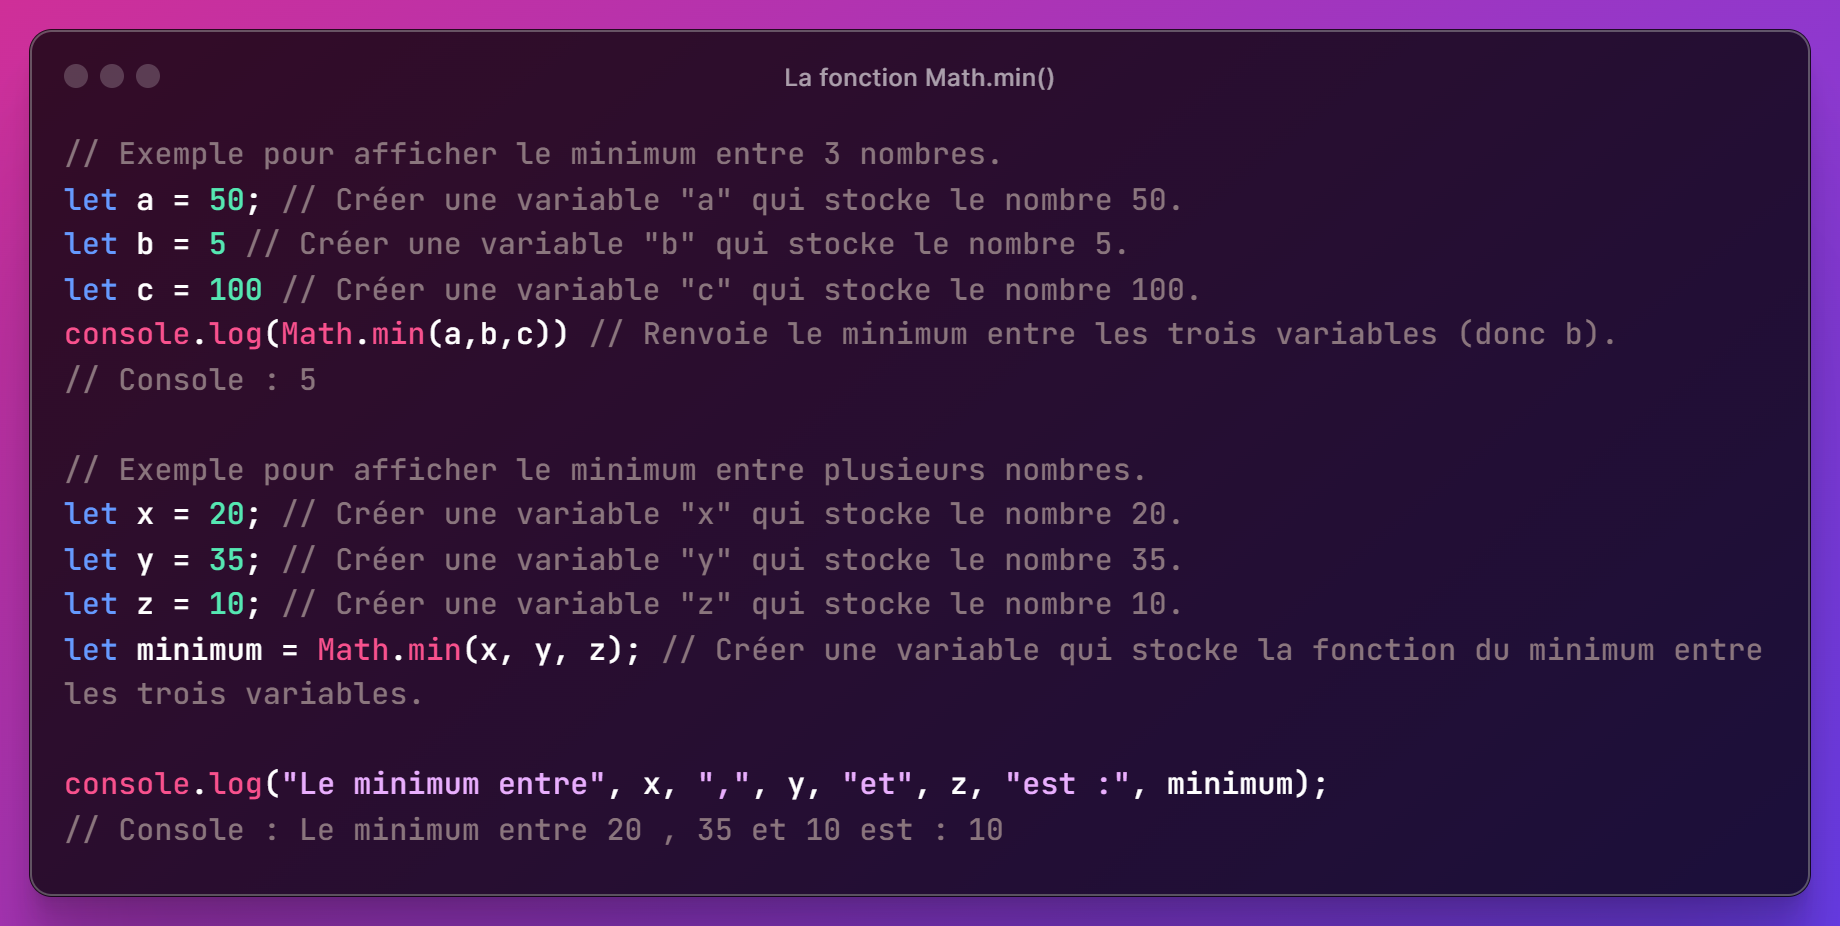 La fonction Math.min()
// Exemple pour afficher le minimum entre 3 nombres.
let a = 50; // Créer une variable "a" qui stocke le nombre 50.
let b = 5 // Créer une variable "b" qui stocke le nombre 5.
let c = 100 // Créer une variable "c" qui stocke le nombre 100.
console.log(Math.min(a,b,c)) // Renvoie le minimum entre les trois variables (donc b).
// Console : 5
// Exemple pour afficher le minimum entre plusieurs nombres.
let x = 20; // Créer une variable "x" qui stocke le nombre 20.
let y = 35; // Créer une variable "y" qui stocke le nombre 35.
let z = 10; // Créer une variable "z" qui stocke le nombre 10.
let minimum = Math.min(x, y, z); // Créer une variable qui stocke la fonction du minimum entre
les trois variables.
console.log("Le minimum entre", x, ",", y, "et", z, "est :", minimum);
// Console : Le minimum entre 20 , 35 et 10 est : 10